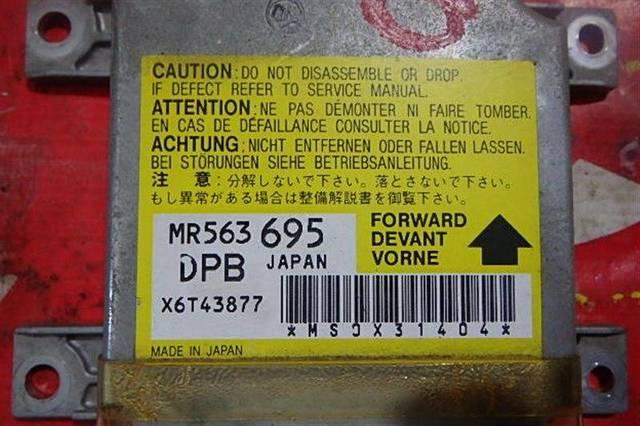 CAUTION: DO NOT DISASSEMBLE OR DROP.
IF DEFECT REFER TO SERVICE MANUAL.
ATTENTION: NE PAS DÉMONTER NI FAIRE TOMBER.
EN CAS DE DÉFAILLANCE CONSULTER LA NOTICE.
ACHTUNG: NICHT ENTFERNEN ODER FALLEN LASSEN.
BEI STÖRUNGEN SIEHE BETRIEBSANLEITUNG.
注 意:分解しないで下さい。落とさないで下さい。
もし異常がある場合は整備解説書を御覧下さい。
MR563 695
DPB JAPAN
X6T43877
FORWARD
DEVANT
VORNE
*MSDX31404*
MADE IN JAPAN